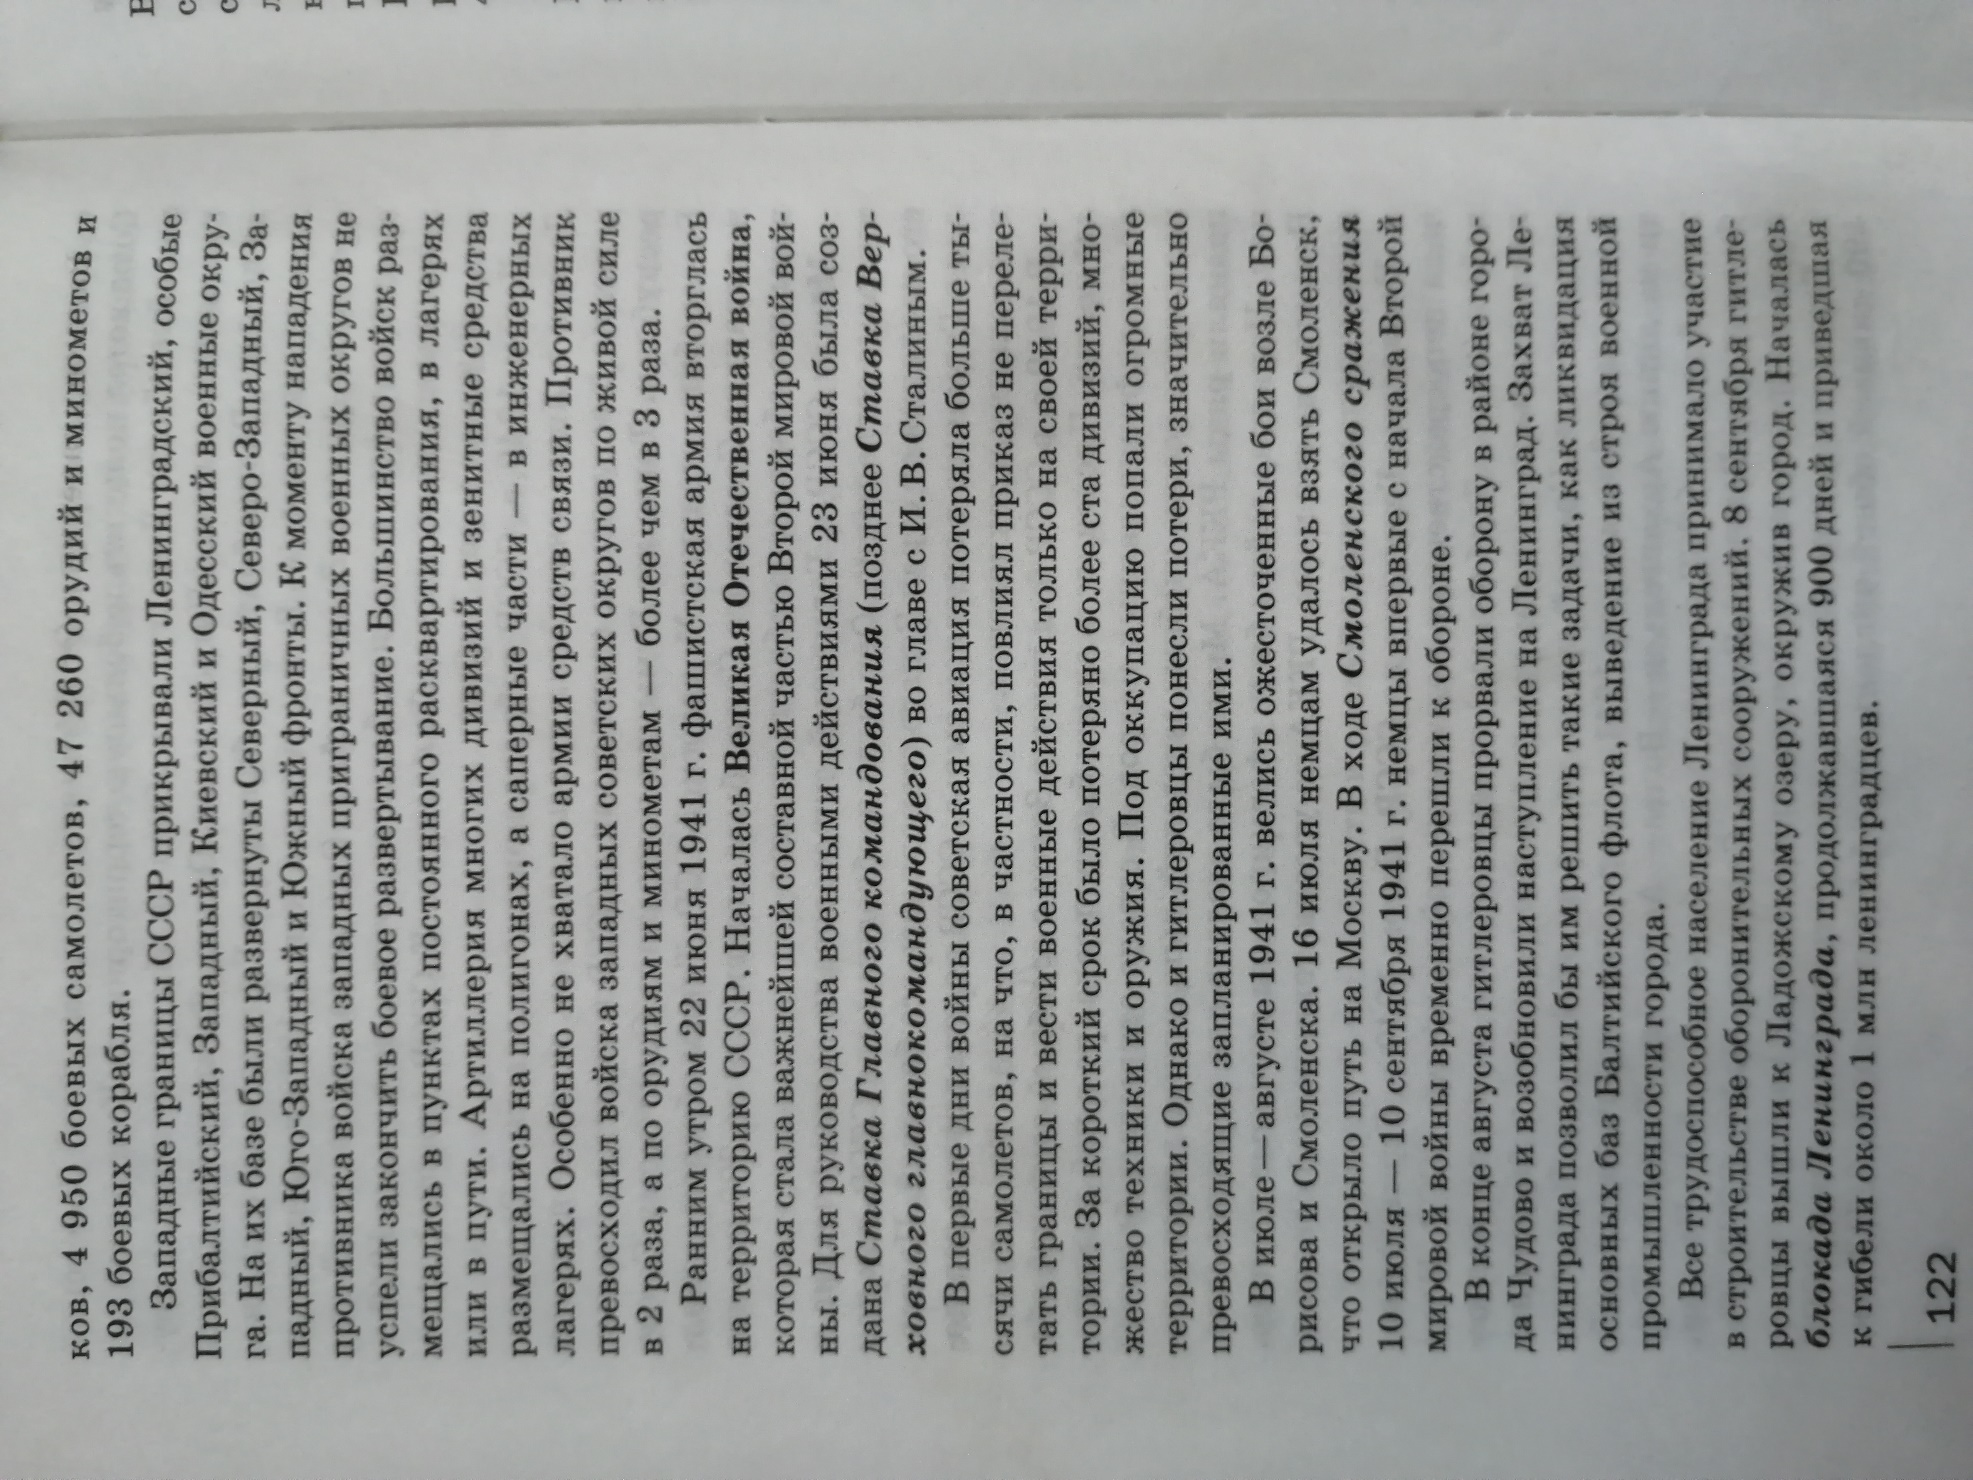 ков, 4 950 боевых самолетов, 47 260 орудий и минометов и
193 боевых корабля.
Западные границы СССР прикрывали Ленинградский, особые
Прибалтийский, Западный, Киевский и Одесский военные окру-
га. На их базе были развернуты Северный, Северо-Западный, За-
падный, Юго-Западный и Южный фронты. К моменту нападения
противника войска западных приграничных военных округов не
успели закончить боевое развертывание. Большинство войск раз-
мещались в пунктах постоянного расквартирования, в лагерях
или в пути. Артиллерия многих дивизий и зенитные средства
размещались на полигонах, а саперные части — в инженерных
лагерях. Особенно не хватало армии средств связи. Противник
превосходил войска западных советских округов по живой силе
в 2 раза, а по орудиям и минометам — более чем в 3 раза.
Ранним утром 22 июня 1941 г. фашистская армия вторглась
на территорию СССР. Началась Великая Отечественная война,
которая стала важнейшей составной частью Второй мировой вой-
ны. Для руководства военными действиями 23 июня была соз-
дана Ставка Главного командования (позднее Ставка Вер-
ховного главнокомандующего) во главе с И. В. Сталиным.
В первые дни войны советская авиация потеряла больше ты-
сячи самолетов, на что, в частности, повлиял приказ не переле-
тать границы и вести военные действия только на своей терри-
тории. За короткий срок было потеряно более ста дивизий, мно-
жество техники и оружия. Под оккупацию попали огромные
территории. Однако и гитлеровцы понесли потери, значительно
превосходящие запланированные ими.
В июле — августе 1941 г. велись ожесточенные бои возле Бо-
рисова и Смоленска. 16 июля немцам удалось взять Смоленск,
что открыло путь на Москву. В ходе Смоленского сражения
10 июля — 10 сентября 1941 г. немцы впервые с начала Второй
мировой войны временно перешли к обороне.
В конце августа гитлеровцы прорвали оборону в районе горо-
да Чудово и возобновили наступление на Ленинград. Захват Ле-
нинграда позволил бы им решить такие задачи, как ликвидация
основных баз Балтийского флота, выведение из строя военной
промышленности города.
Все трудоспособное население Ленинграда принимало участие
в строительстве оборонительных сооружений. 8 сентября гитле-
ровцы вышли к Ладожскому озеру, окружив город. Началась
блокада Ленинграда, продолжавшаяся 900 дней и приведшая
к гибели около 1 млн ленинградцев.
122